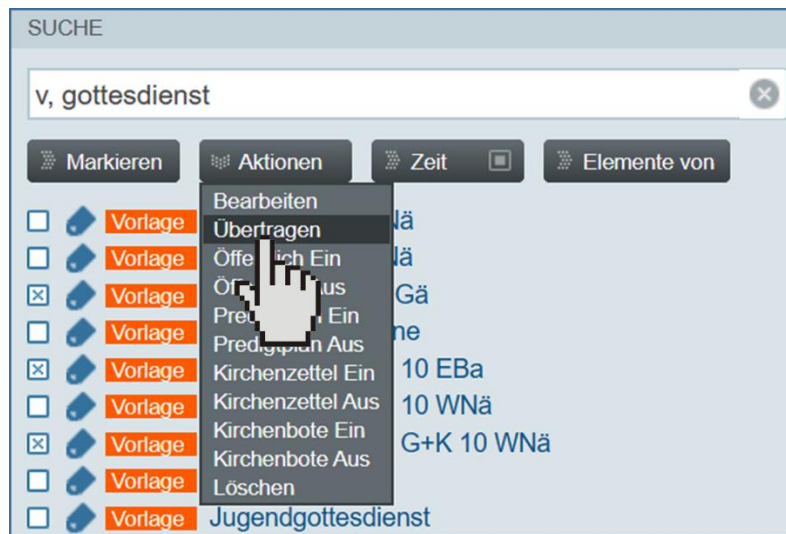 SUCHE
v, gottesdienst
Markieren Aktionen Zeit Elemente von
Bearbeiten
Vorlage Übertragen Nä
Vorlage Ein Nä
Vorlage Gä
Ein
Vorlage Predigtplan Aus ne
Vorlage Kirchenzettel Ein 10 EBa
Vorlage Kirchenzettel Aus 10 WNä
Vorlage Kirchenbote Ein G+K 10 WNä
Kirchenbote Aus
Vorlage Löschen
Vorlage Jugendgottesdienst